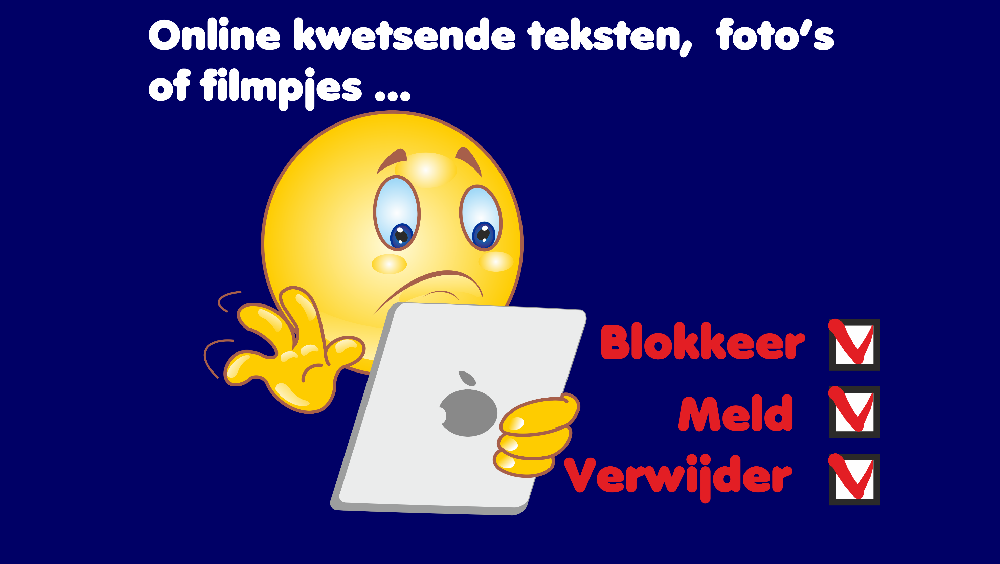 Online kwetsende teksten, foto's
of filmpjes ...
Blokkeer
Meld
Verwijder